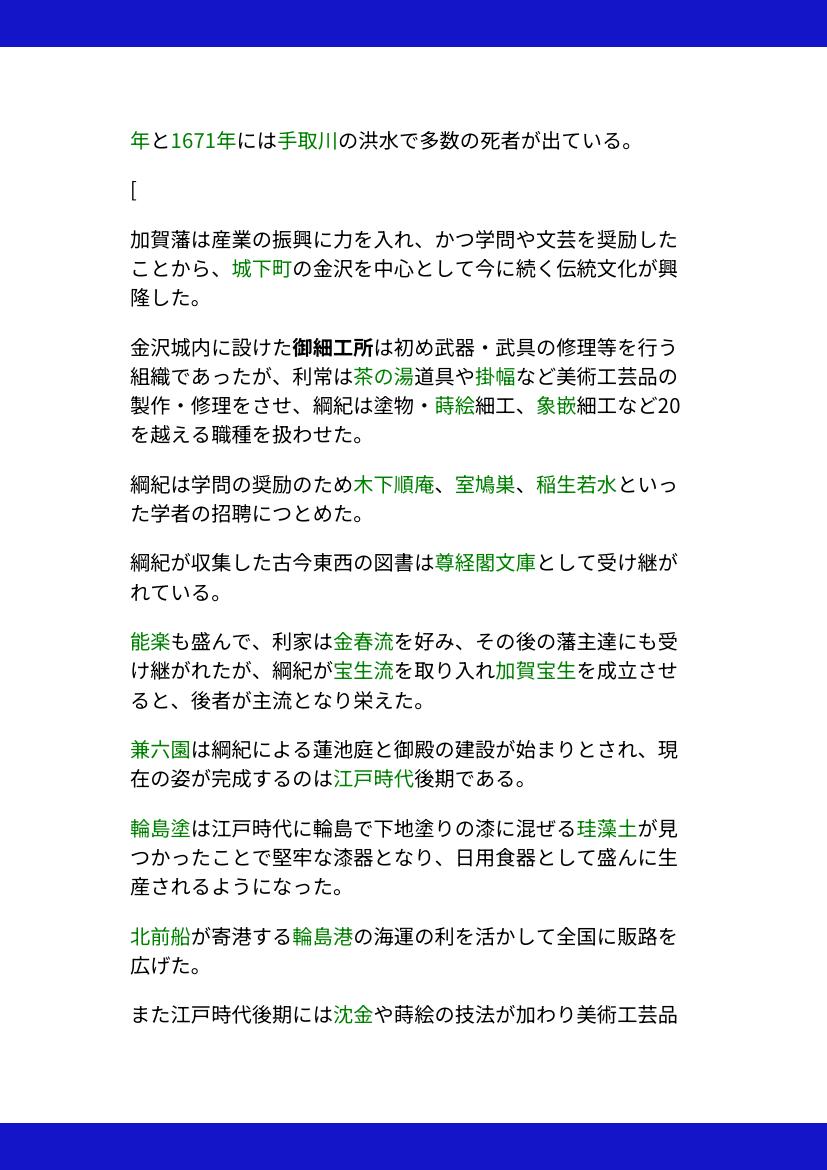 年と1671年には手取川の洪水で多数の死者が出ている。
[
加賀藩は産業の振興に力を入れ、かつ学問や文芸を奨励した
ことから、城下町の金沢を中心として今に続く伝統文化が興
隆した。
金沢城内に設けた御細工所は初め武器・武具の修理等を行う
組織であったが、利常は茶の湯道具や掛幅など美術工芸品の
製作・修理をさせ、綱紀は塗物・蒔絵細工、象嵌細工など20
を越える職種を扱わせた。
綱紀は学問の奨励のため木下順庵、室鳩巣、稲生若水といっ
た学者の招聘につとめた。
綱紀が収集した古今東西の図書は尊経閣文庫として受け継が
れている。
能楽も盛んで、利家は金春流を好み、その後の藩主達にも受
け継がれたが、綱紀が宝生流を取り入れ加賀宝生を成立させ
ると、後者が主流となり栄えた。
兼六園は綱紀による蓮池庭と御殿の建設が始まりとされ、現
在の姿が完成するのは江戸時代後期である。
輪島塗は江戸時代に輪島で下地塗りの漆に混ぜる珪藻土が見
つかったことで堅牢な漆器となり、日用食器として盛んに生
産されるようになった。
北前船が寄港する輪島港の海運の利を活かして全国に販路を
広げた。
また江戸時代後期には沈金や蒔絵の技法が加わり美術工芸品